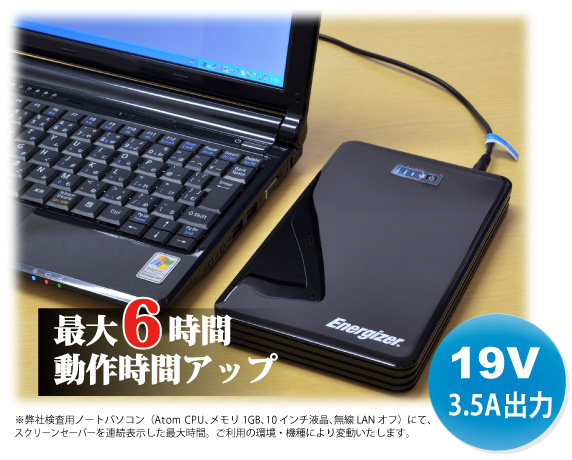 Energizer.
最大6時間
動作時間アップ
19V
3.5A出力
※弊社検査用ノートパソコン（Atom CPU、メモリ 1GB、10インチ液晶、無線 LANオフ）にて、
スクリーンセーバーを連続表示した最大時間。ご利用の環境・機種により変動いたします。